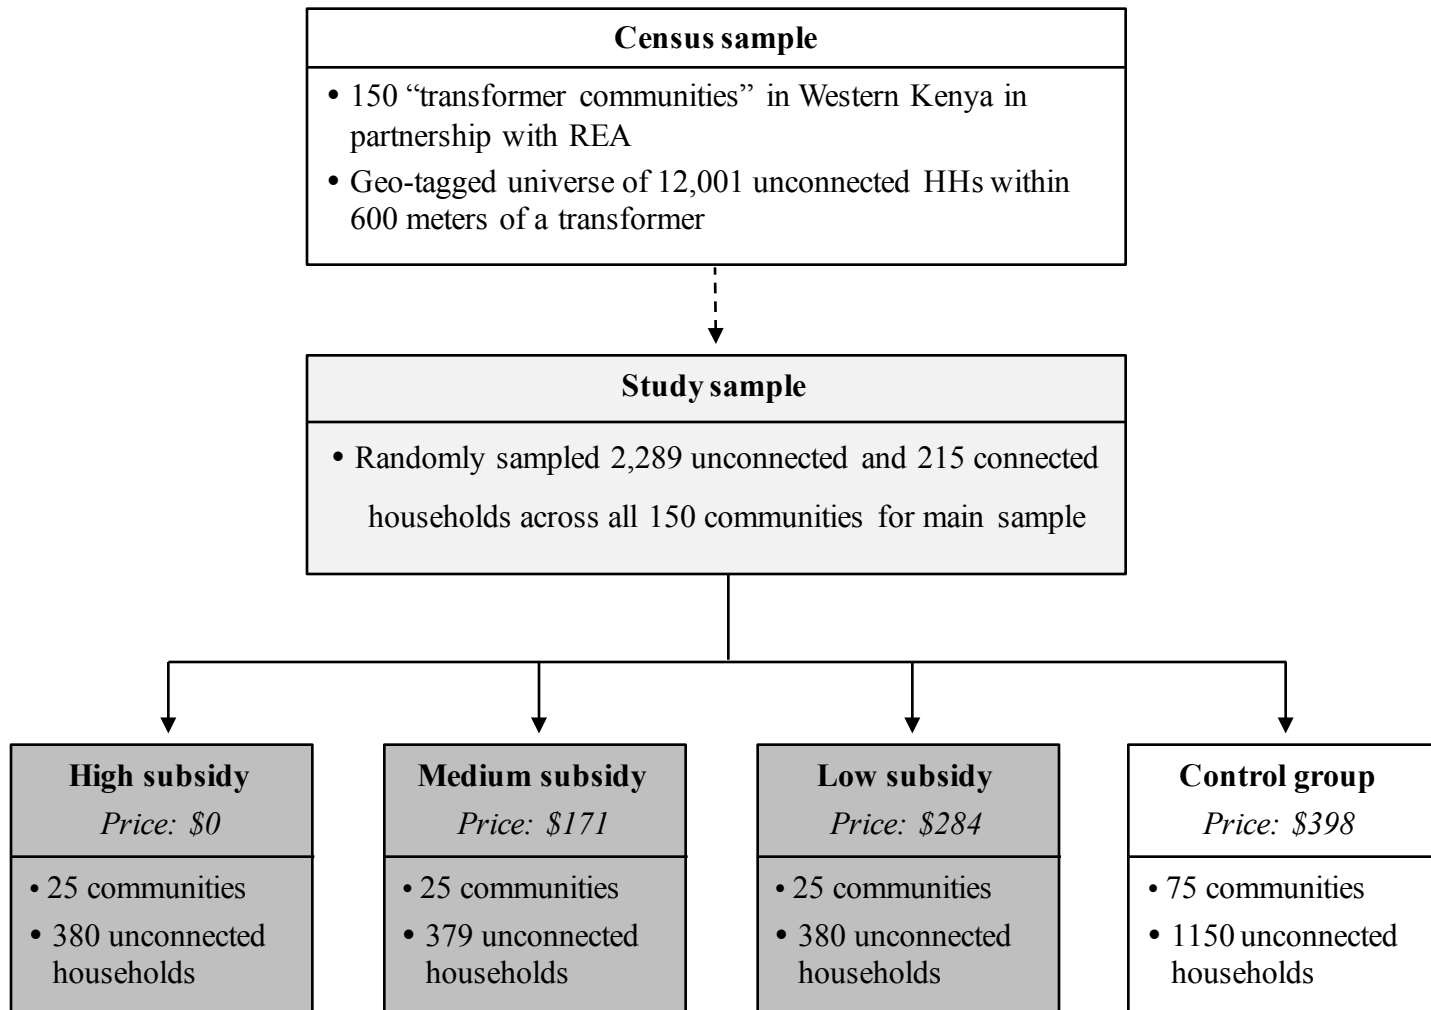 Census sample
• 150 “transformer communities” in Western Kenya in
partnership with REA
• Geo-tagged universe of 12,001 unconnected HHs within
600 meters of a transformer
Study sample
• Randomly sampled 2,289 unconnected and 215 connected
households across all 150 communities for main sample
High subsidy
Price: $0
• 25 communities
• 380 unconnected
households
Medium subsidy
Price: $171
• 25 communities
• 379 unconnected
households
Low subsidy
Price: $284
• 25 communities
• 380 unconnected
households
Control group
Price: $398
• 75 communities
• 1150 unconnected
households